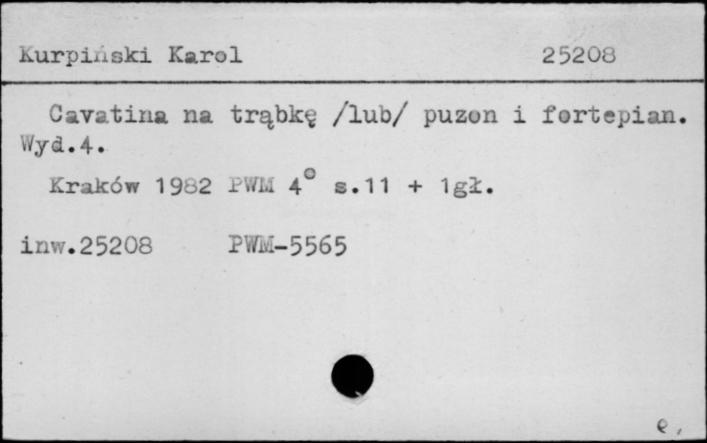 Kurpiński Karol 25208
Cavatina na trąbkę /lub/ puzon i fortepian.
Wyd.4.
Kraków 1982 PWM 4° s.11 + 1gł.
inw.25208 PWM-5565
e,